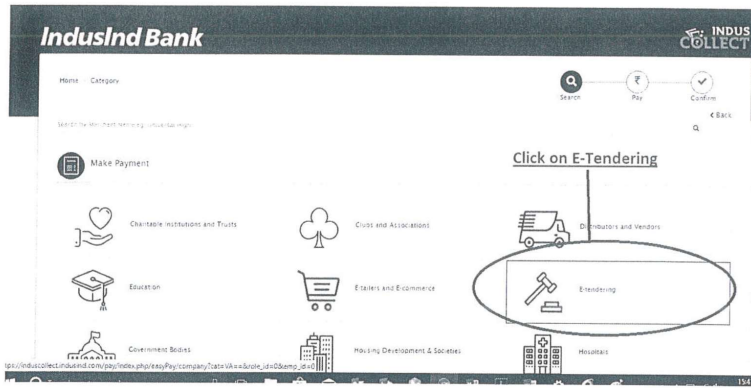 IndusInd Bank
INDUS
COLLECT
Home Category
Search Pay Confirm
< Back
Make Payment
Click on E-Tendering
Charitable Institutions and Trusts
Clubs and Associations
Distributors and Vendors
Education
E-tailers and E-commerce
E-tendering
Government Bodies
Housing Development & Societies
Hospitals